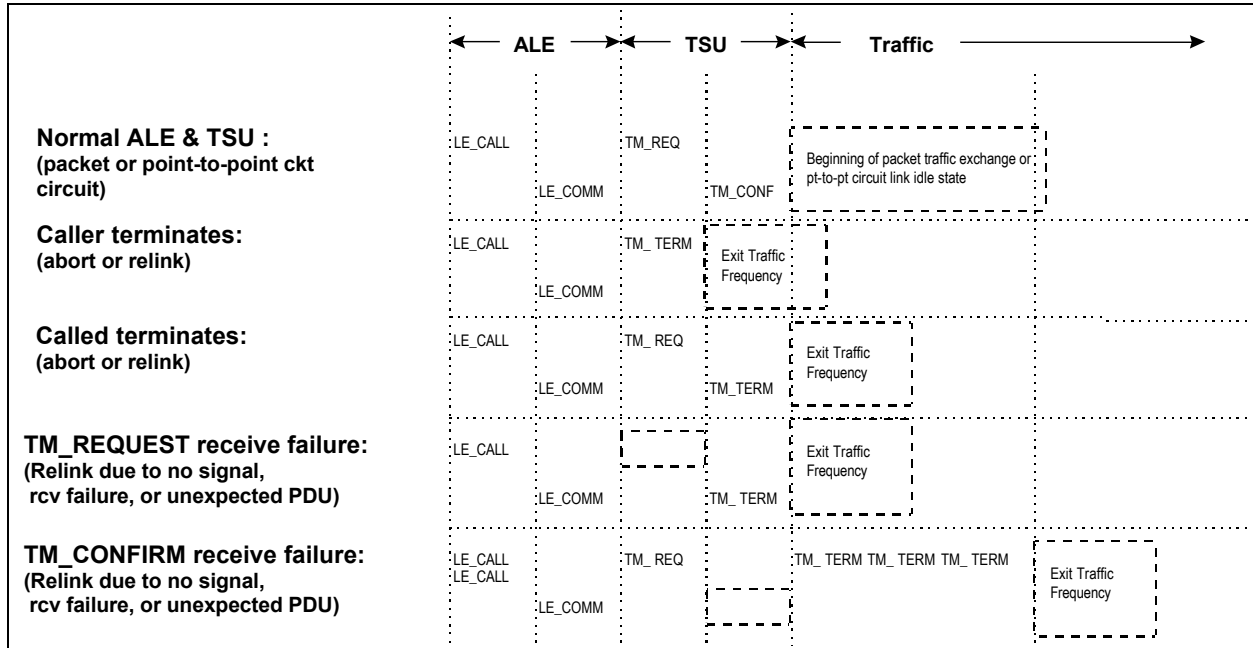 ALE TSU Traffic
Normal ALE & TSU :
(packet or point-to-point ckt
circuit)
LE_CALL TM_REQ
LE_COMM TM_CONF
Beginning of packet traffic exchange or
pt-to-pt circuit link idle state
Caller terminates:
(abort or relink)
LE_CALL TM_ TERM
LE_COMM
Exit Traffic
Frequency
Called terminates:
(abort or relink)
LE_CALL TM_ REQ
LE_COMM TM_TERM
Exit Traffic
Frequency
TM_REQUEST receive failure:
(Relink due to no signal,
rcv failure, or unexpected PDU)
LE_CALL
LE_COMM TM_ TERM
Exit Traffic
Frequency
TM_CONFIRM receive failure:
(Relink due to no signal,
rcv failure, or unexpected PDU)
LE_CALL TM_ REQ TM_ TERM TM_ TERM TM_ TERM
LE_CALL
LE_COMM
Exit Traffic
Frequency